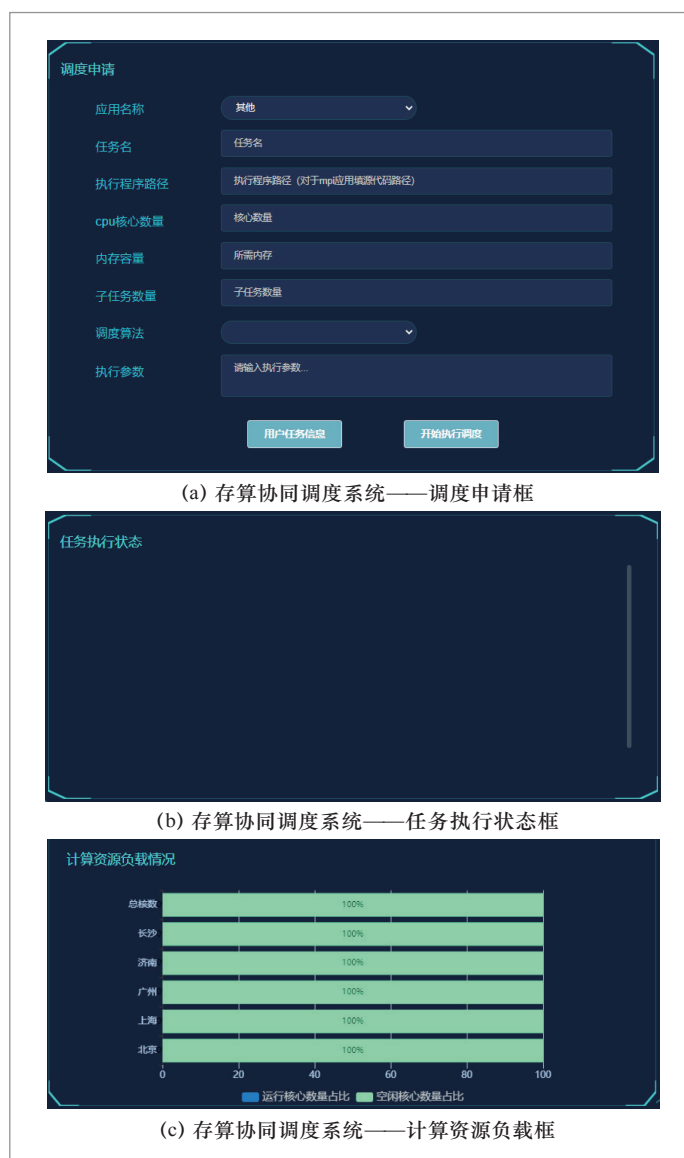 调度申请
应用名称 其他
任务名 任务名
执行程序路径 执行程序路径（对于mpi应用填源代码路径）
cpu核心数量 核心数量
内存容量 所需内存
子任务数量 子任务数量
调度算法
执行参数 请输入执行参数...
用户任务信息 开始执行调度
(a) 存算协同调度系统——调度申请框
任务执行状态
(b) 存算协同调度系统——任务执行状态框
计算资源负载情况
总核数 100%
长沙 100%
济南 100%
广州 100%
上海 100%
北京 100%
0 20 40 60 80 100
运行核心数量占比 空闲核心数量占比
(c) 存算协同调度系统——计算资源负载框